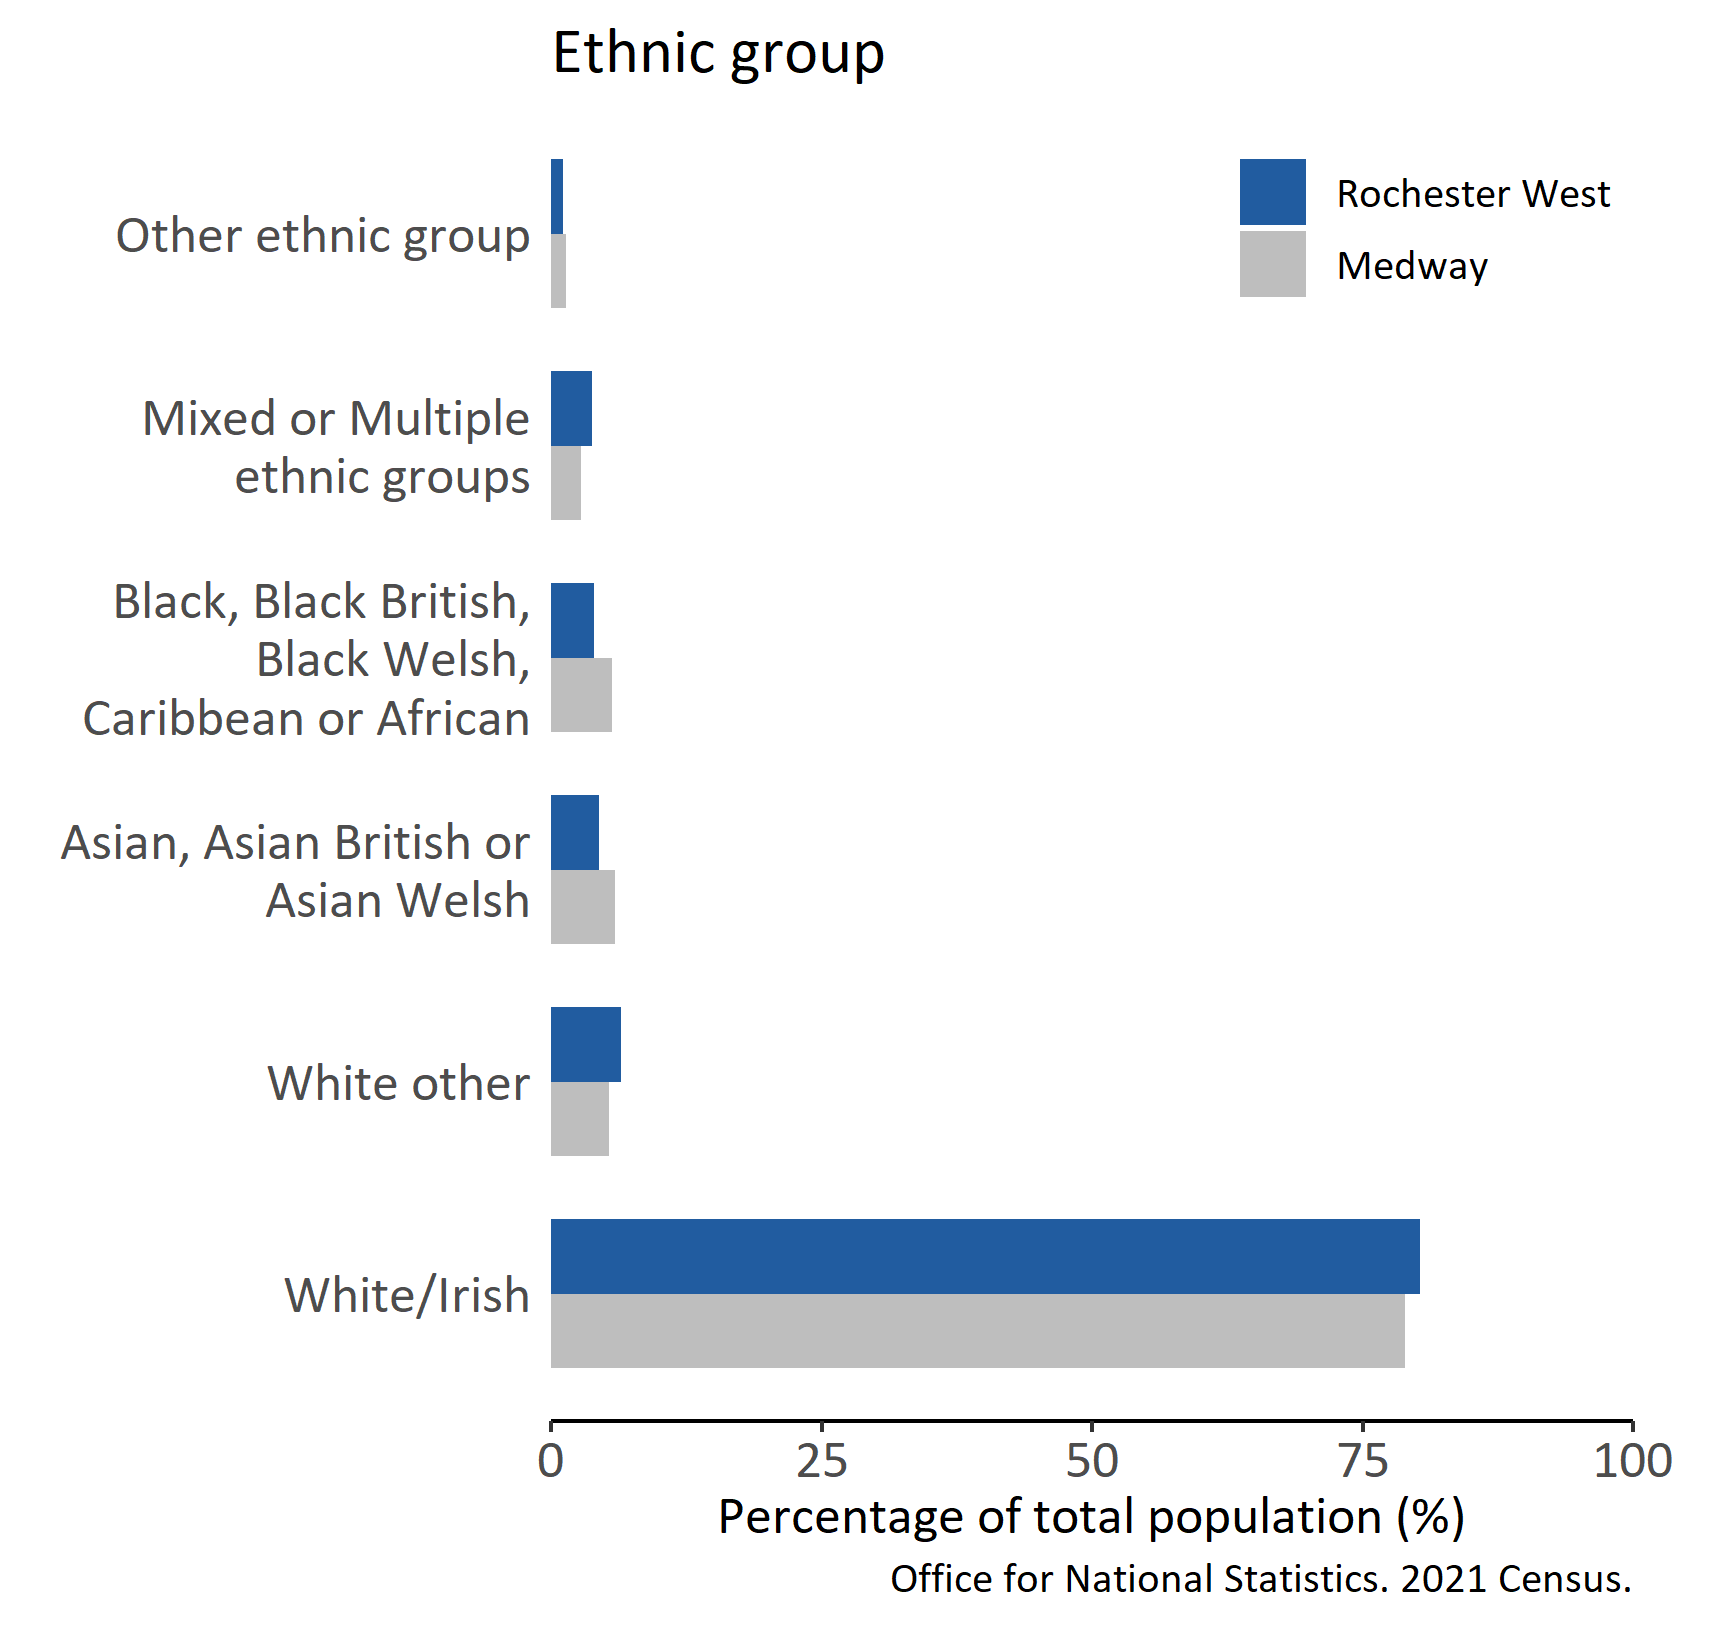 Ethnic group
Rochester West
Medway
Other ethnic group
Mixed or Multiple
ethnic groups
Black, Black British,
Black Welsh,
Caribbean or African
Asian, Asian British or
Asian Welsh
White other
White/Irish
0 25 50 75 100
Percentage of total population (%)
Office for National Statistics. 2021 Census.